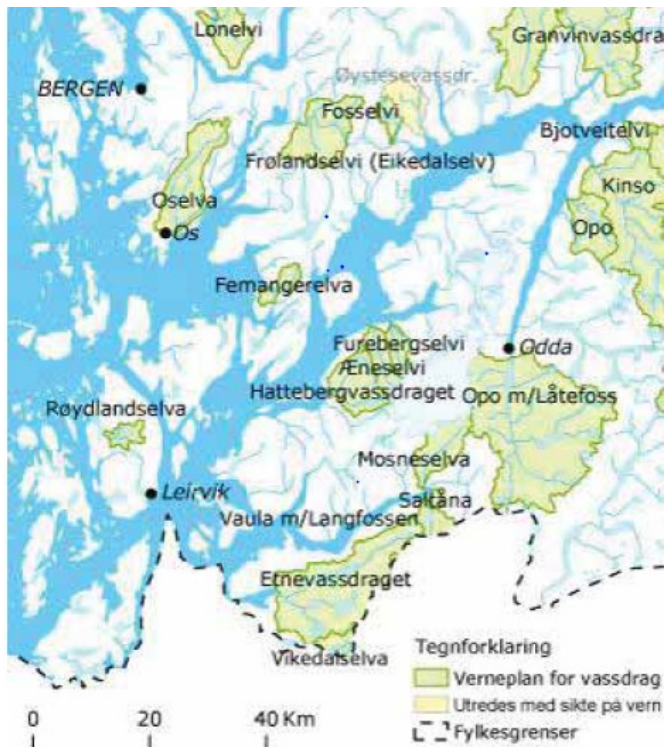 Lonelvi
Granvinvassdra
BERGEN
Øystesevassdr.
Fosselvi
Bjotveitelvi
Frølandselvi (Eikedalselv)
Kinso
Oselva
Opo
Os
Femangerelva
Furebergselvi
Odda
Æneselvi
Hattebergvassdraget
Opo m/Låtefoss
Røydlandselva
Mosneselva
Leirvik
Saltåna
Vaula m/Langfossen
Etnevassdraget
Vikedalselva
Tegnforklaring
Verneplan for vassdrag
Utredes med sikte på vern
Fylkesgrenser
0 20 40 Km